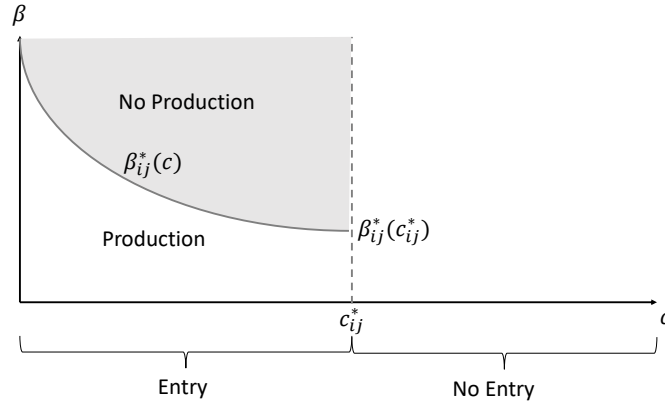 β
No Production
β*ij(c)
Production
β*ij(c*ij)
c*ij
c
Entry
No Entry